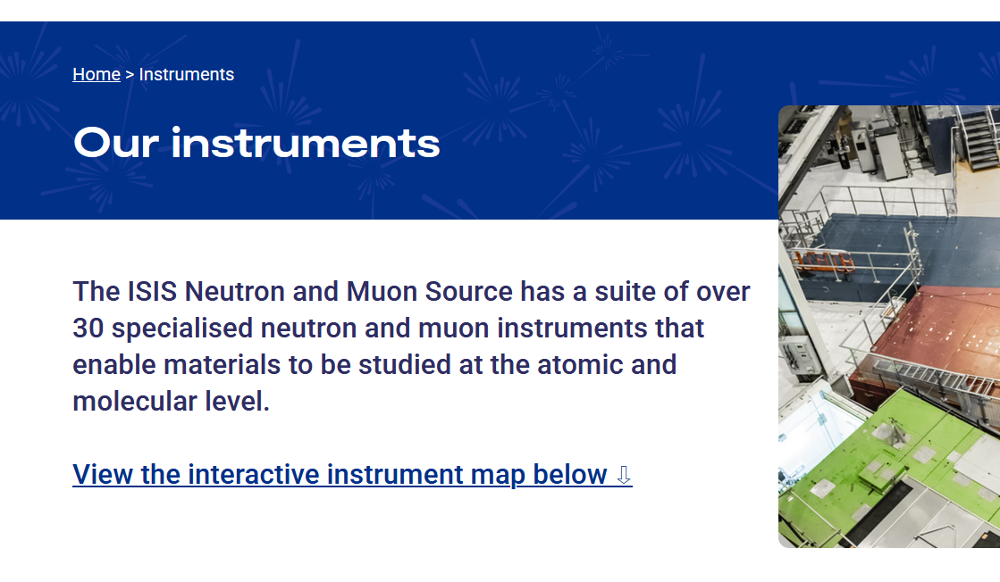 Home > Instruments
Our instruments
The ISIS Neutron and Muon Source has a suite of over
30 specialised neutron and muon instruments that
enable materials to be studied at the atomic and
molecular level.
View the interactive instrument map below ⇩